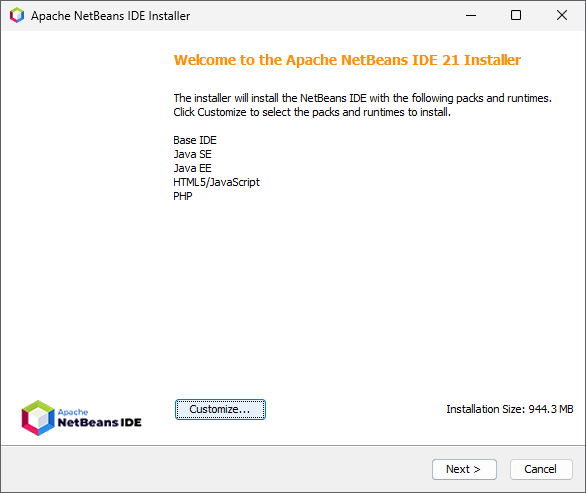 Apache NetBeans IDE Installer
Welcome to the Apache NetBeans IDE 21 Installer
The installer will install the NetBeans IDE with the following packs and runtimes.
Click Customize to select the packs and runtimes to install.
Base IDE
Java SE
Java EE
HTML5/JavaScript
PHP
Apache
NetBeans IDE
Customize...
Installation Size: 944.3 MB
Next >
Cancel